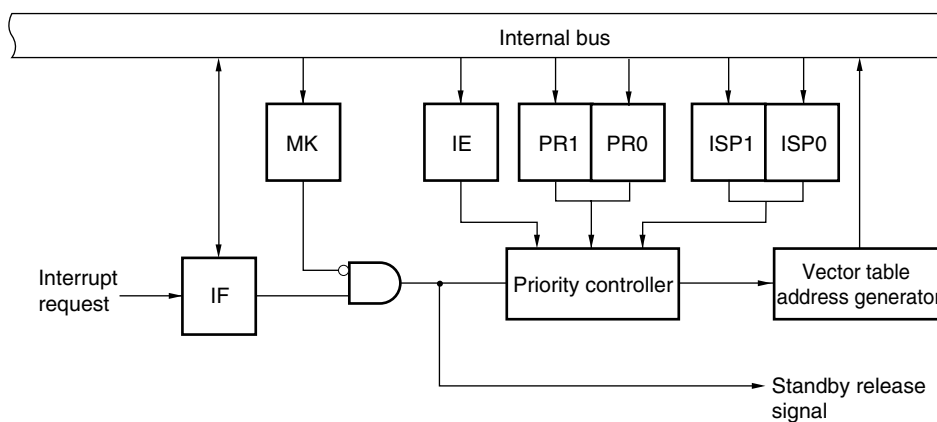 Internal bus
MK
IE
PR1
PR0
ISP1
ISP0
Interrupt
request
IF
Priority controller
Vector table
address generator
Standby release
signal